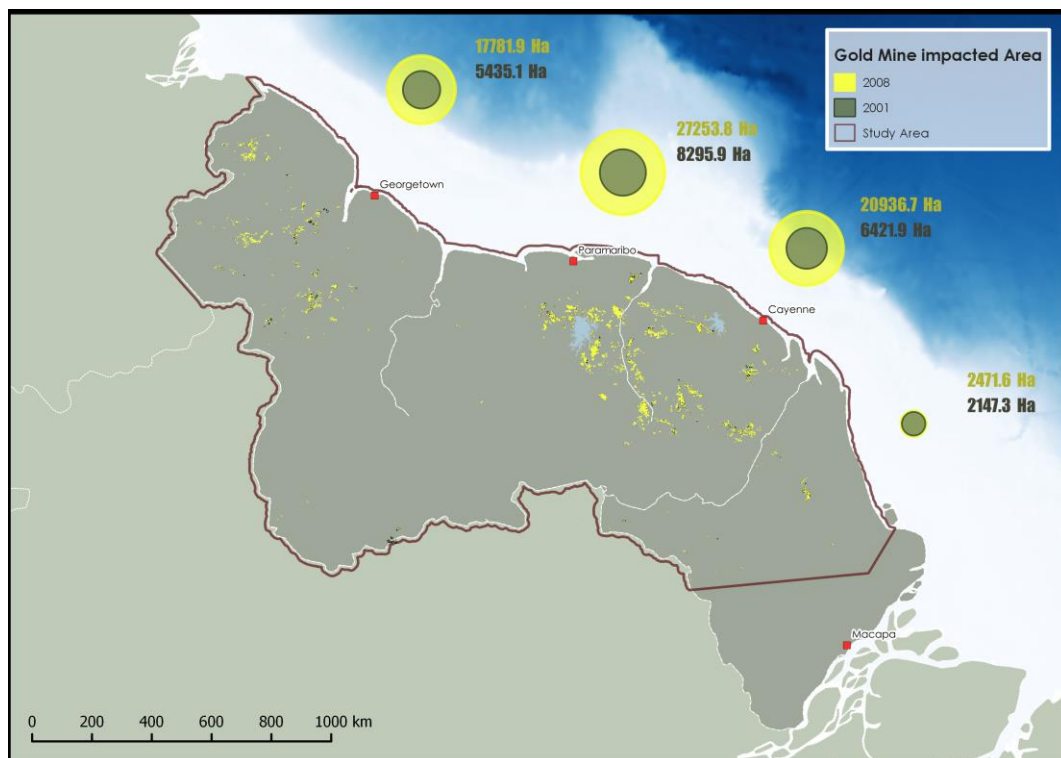 17781.9 Ha
5435.1 Ha
Gold Mine impacted Area
2008
2001
Study Area
27253.8 Ha
8295.9 Ha
Georgetown
20936.7 Ha
6421.9 Ha
Paramaribo
Cayenne
2471.6 Ha
2147.3 Ha
Macapa
0 200 400 600 800 1000 km